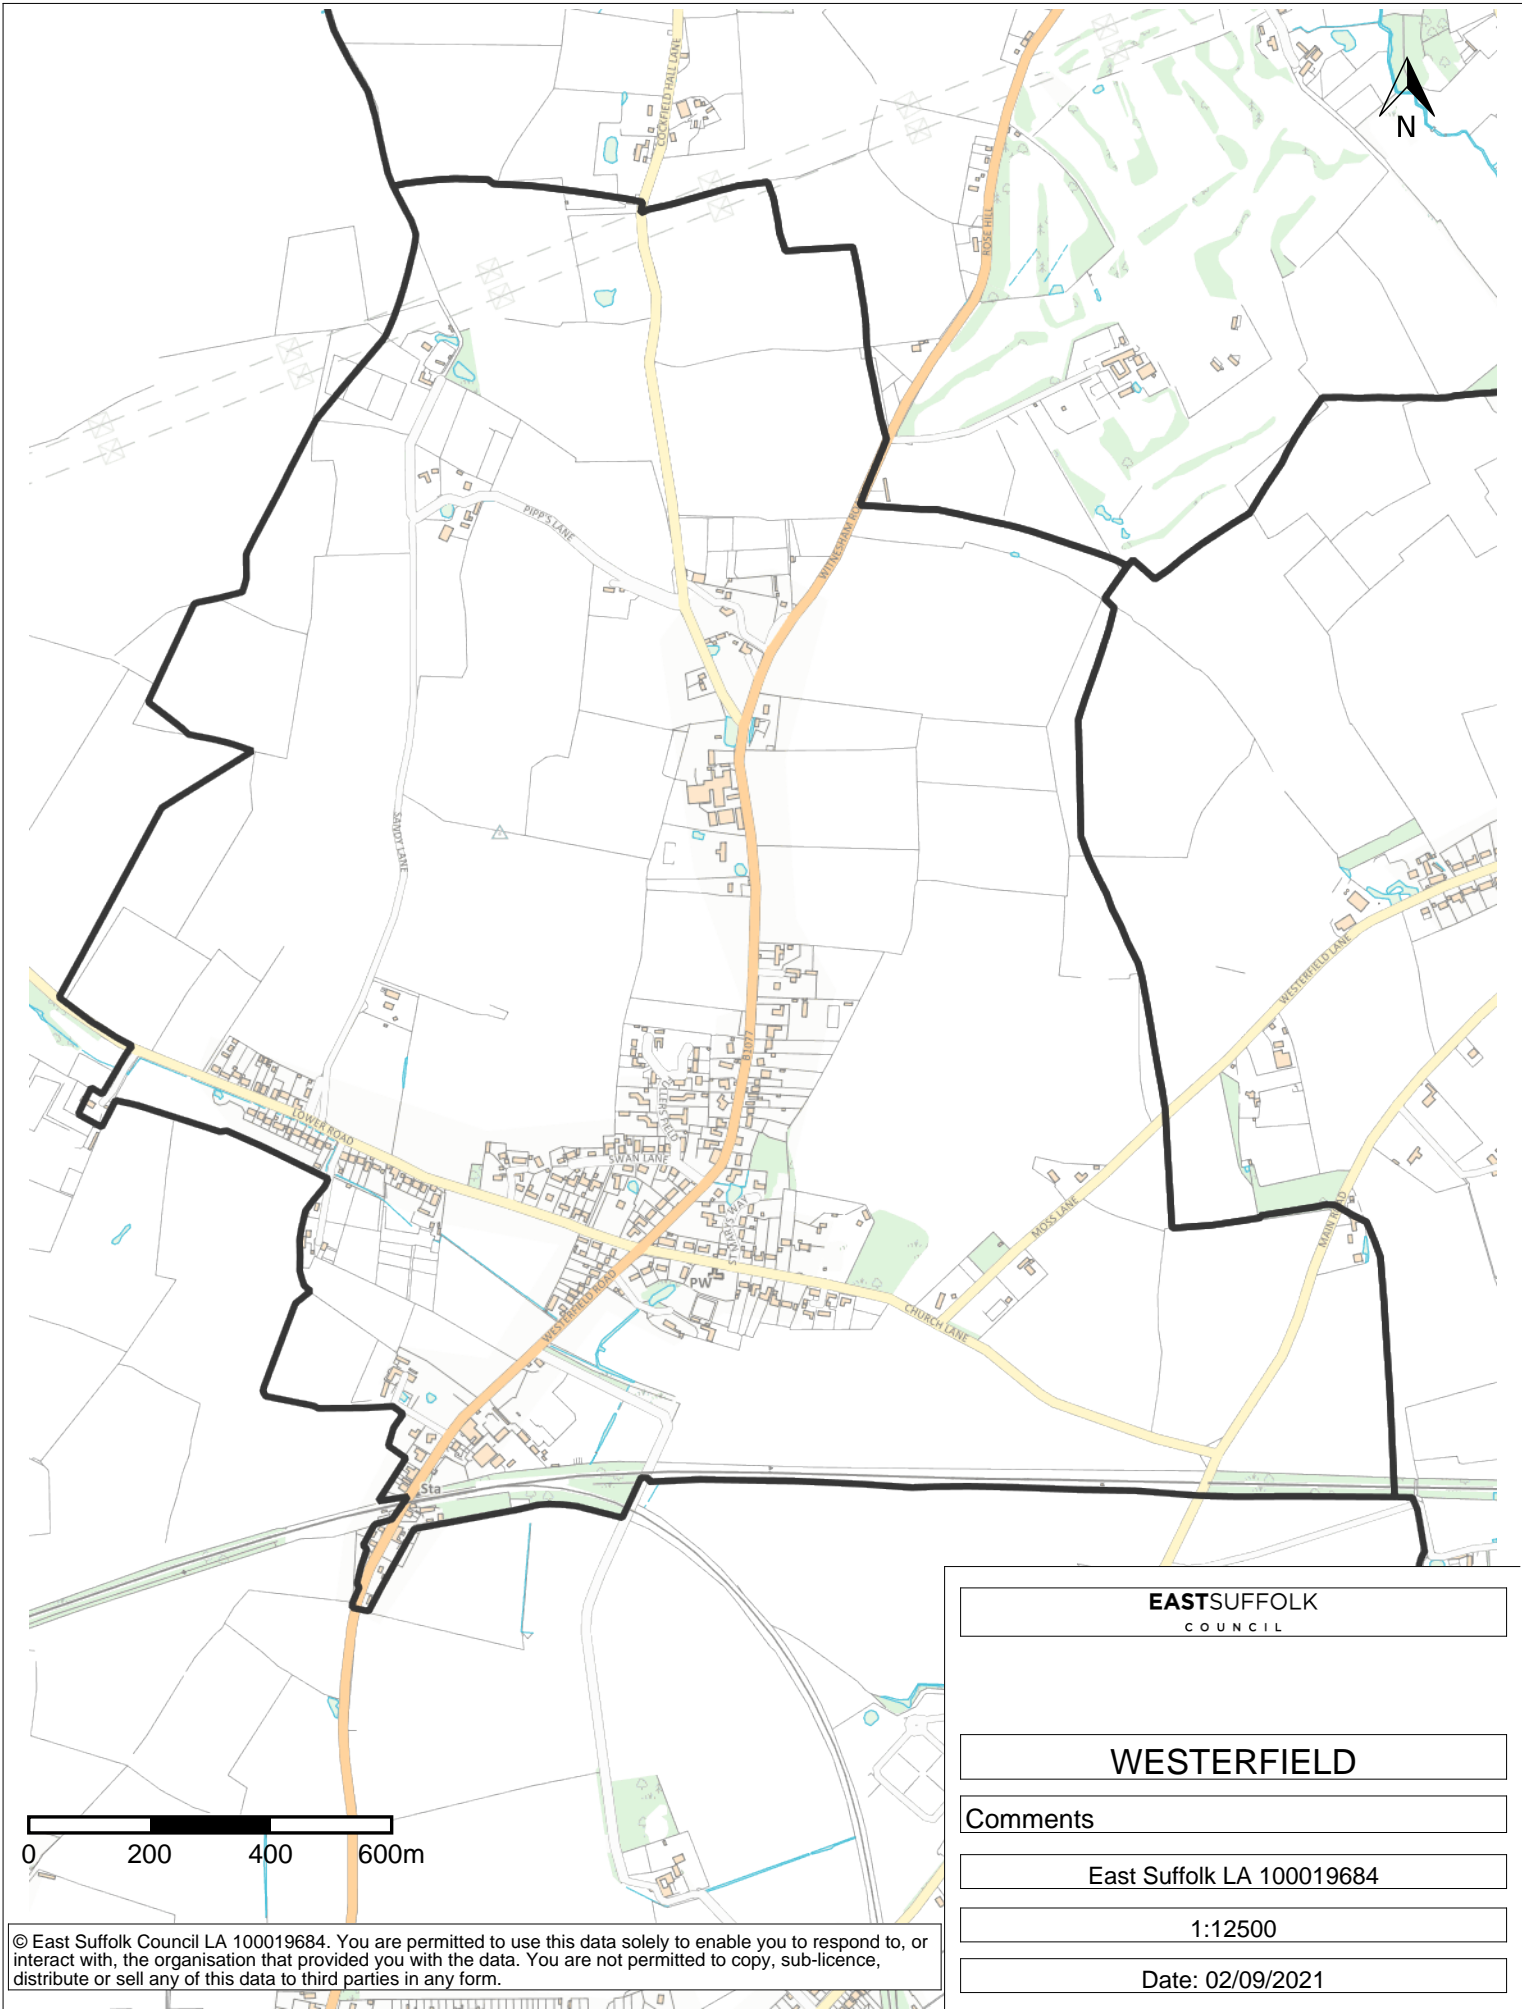 COCKFIELD HALL LANE
N
ROSE HILL
PIPP'S LANE
WITNESHAM RO
SANDY LANE
WESTERFIELD LANE
B1077
FULLERS FIELD
LOWER ROAD
SWAN LANE
ST MARY'S WAY
MOSS LANE
MAIN ROAD
PW
WESTERFIELD ROAD
CHURCH LANE
Sta
EASTSUFFOLK
COUNCIL
WESTERFIELD
Comments
East Suffolk LA 100019684
1:12500
Date: 02/09/2021
0 200 400 600m
© East Suffolk Council LA 100019684. You are permitted to use this data solely to enable you to respond to, or
interact with, the organisation that provided you with the data. You are not permitted to copy, sub-licence,
distribute or sell any of this data to third parties in any form.